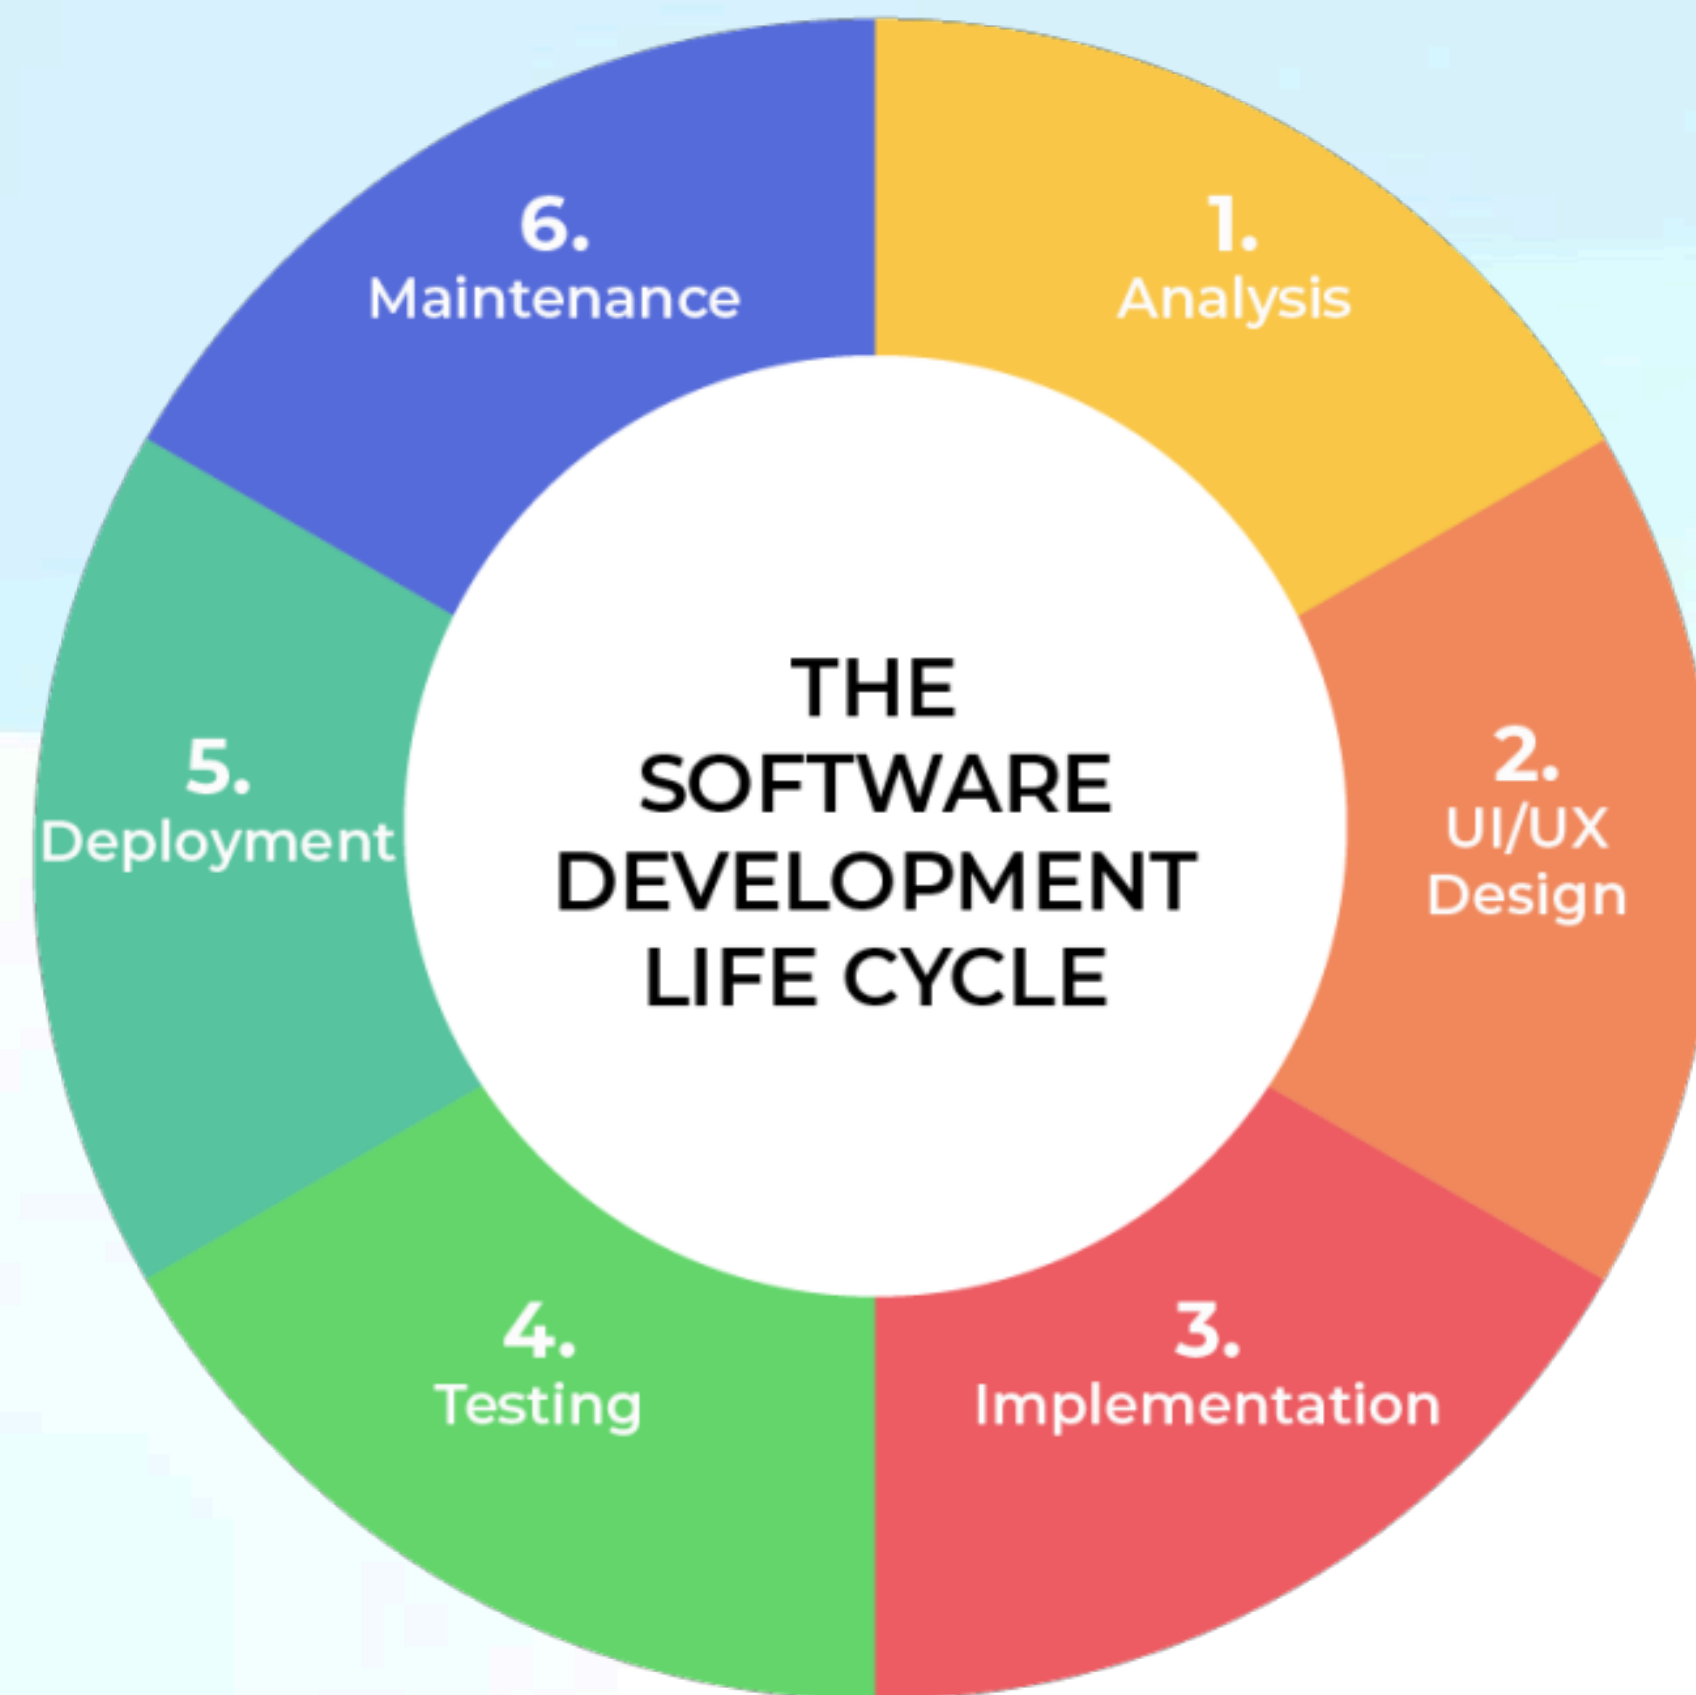 THE
SOFTWARE
DEVELOPMENT
LIFE CYCLE
1.
Analysis
2.
UI/UX
Design
3.
Implementation
4.
Testing
5.
Deployment
6.
Maintenance